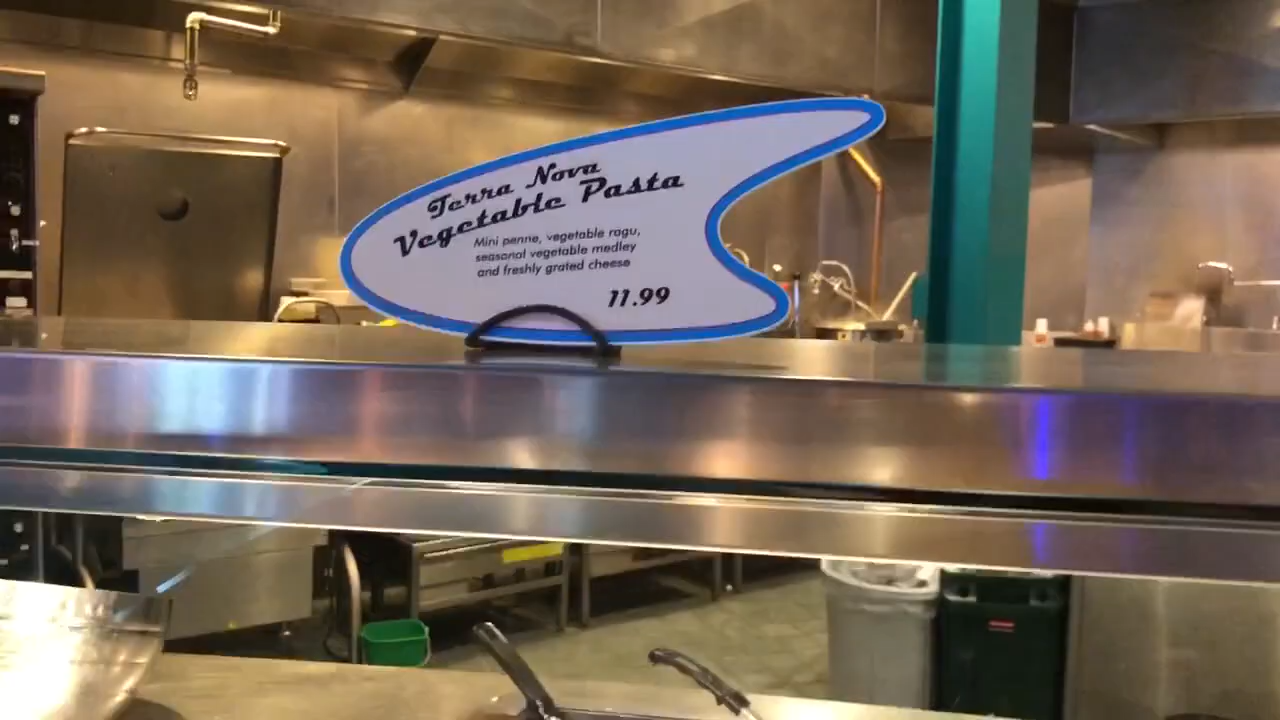 Terra Nova
Vegetable Pasta
Mini penne, vegetable ragu,
seasonal vegetable medley
and freshly grated cheese
11.99